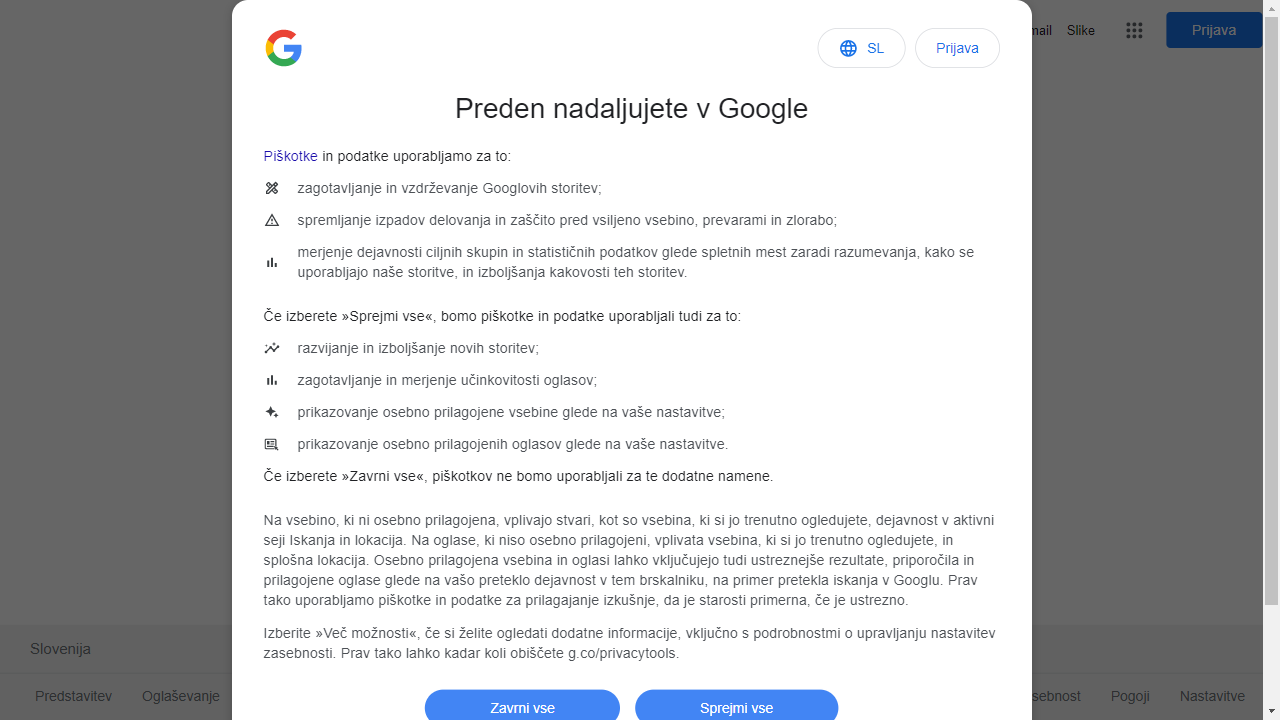 Slike
Prijava
SL
Prijava
Preden nadaljujete v Google
Piškotke in podatke uporabljamo za to:
zagotavljanje in vzdrževanje Googlovih storitev;
spremljanje izpadov delovanja in zaščito pred vsiljeno vsebino, prevarami in zlorabo;
merjenje dejavnosti ciljnih skupin in statističnih podatkov glede spletnih mest zaradi razumevanja, kako se
uporabljajo naše storitve, in izboljšanja kakovosti teh storitev.
Če izberete »Sprejmi vse«, bomo piškotke in podatke uporabljali tudi za to:
razvijanje in izboljšanje novih storitev;
zagotavljanje in merjenje učinkovitosti oglasov;
prikazovanje osebno prilagojene vsebine glede na vaše nastavitve;
prikazovanje osebno prilagojenih oglasov glede na vaše nastavitve.
Če izberete »Zavrni vse«, piškotkov ne bomo uporabljali za te dodatne namene.
Na vsebino, ki ni osebno prilagojena, vplivajo stvari, kot so vsebina, ki si jo trenutno ogledujete, dejavnost v aktivni
seji Iskanja in lokacija. Na oglase, ki niso osebno prilagojeni, vplivata vsebina, ki si jo trenutno ogledujete, in
splošna lokacija. Osebno prilagojena vsebina in oglasi lahko vključujejo tudi ustreznejše rezultate, priporočila in
prilagojene oglase glede na vašo preteklo dejavnost v tem brskalniku, na primer pretekla iskanja v Googlu. Prav
tako uporabljamo piškotke in podatke za prilagajanje izkušnje, da je starosti primerna, če je ustrezno.
Izberite »Več možnosti«, če si želite ogledati dodatne informacije, vključno s podrobnostmi o upravljanju nastavitev
zasebnosti. Prav tako lahko kadar koli obiščete g.co/privacytools.
Slovenija
Predstavitev Oglaševanje
Pogoji Nastavitve
Zavrni vse Sprejmi vse